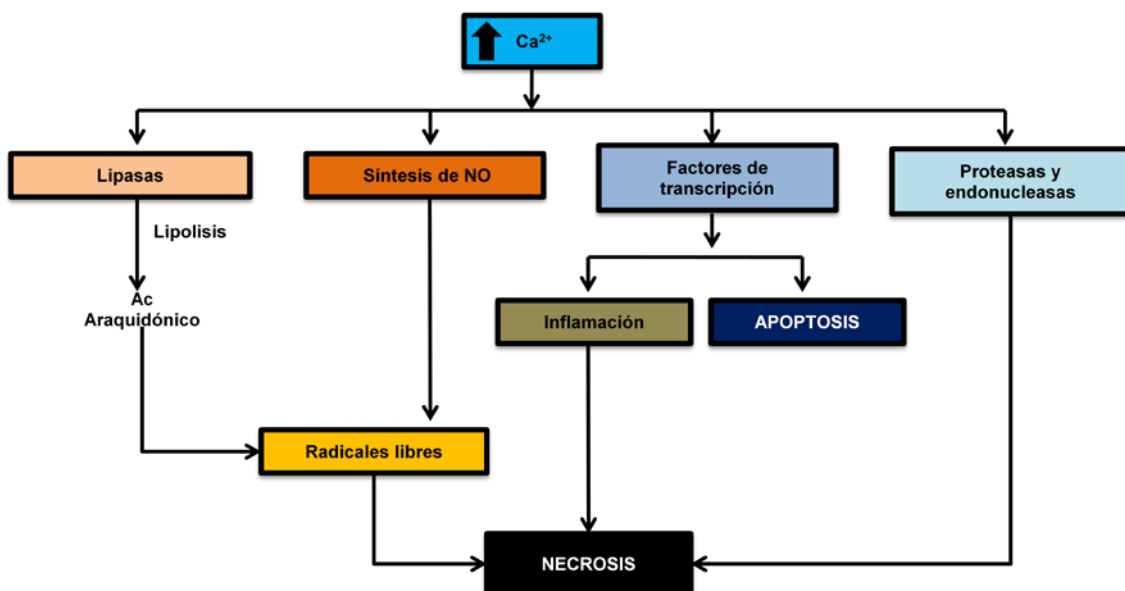 Ca²⁺
Lipasas
Síntesis de NO
Factores de
transcripción
Proteasas y
endonucleasas
Lipolisis
Ac
Araquidónico
Inflamación
APOPTOSIS
Radicales libres
NECROSIS